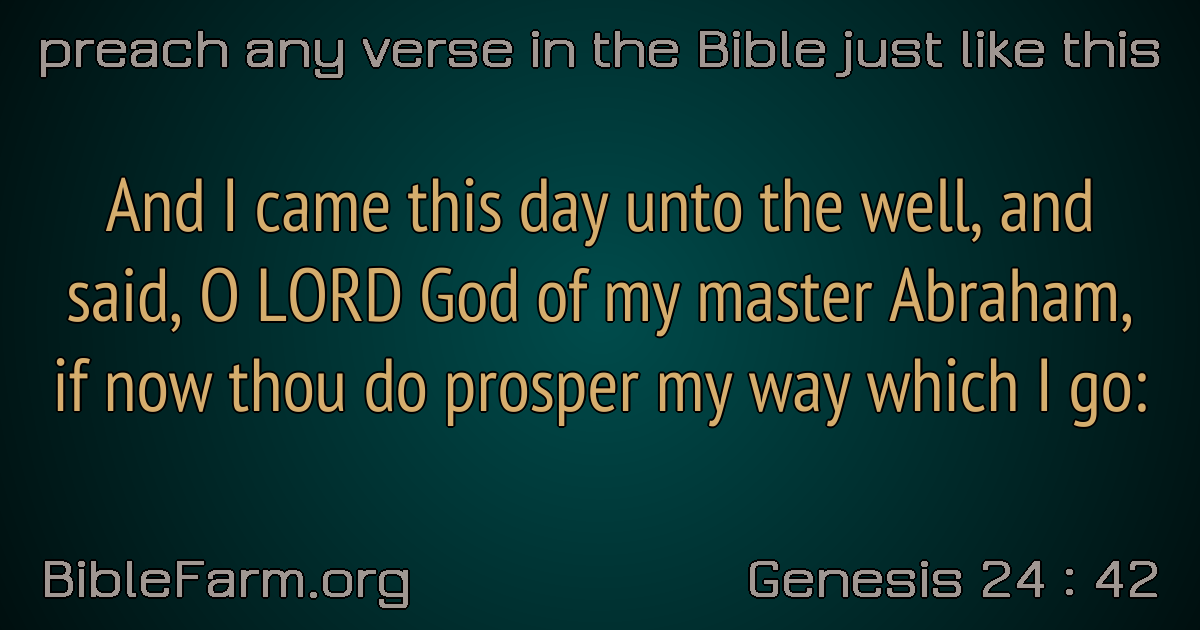 preach any verse in the Bible just like this
And I came this day unto the well, and
said, O LORD God of my master Abraham,
if now thou do prosper my way which I go:
BibleFarm.org
Genesis 24 : 42